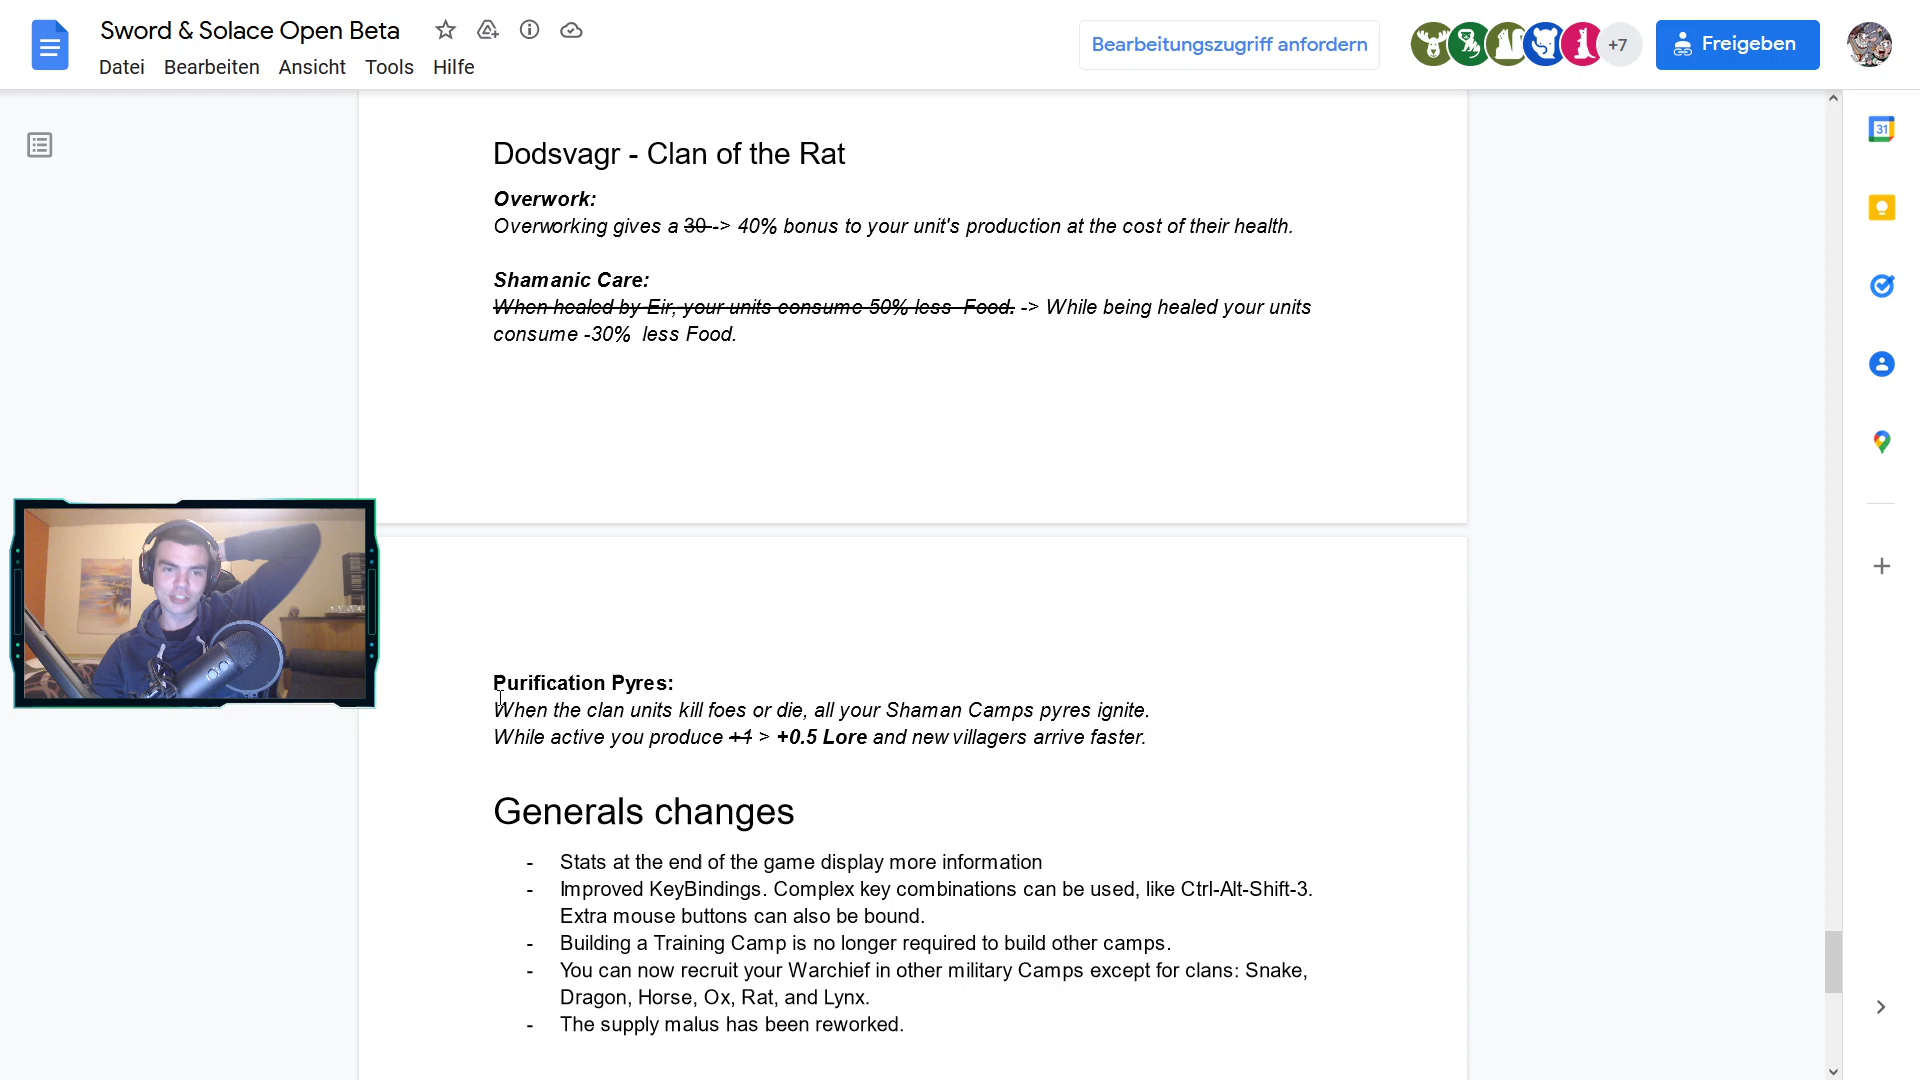 Sword & Solace Open Beta
Datei Bearbeiten Ansicht Tools Hilfe
Bearbeitungszugriff anfordern
+7
Freigeben
31
Dodsvagr - Clan of the Rat
Overwork:
Overworking gives a 30 -> 40% bonus to your unit's production at the cost of their health.
Shamanic Care:
When healed by Eir, your units consume 50% less Food. -> While being healed your units
consume -30% less Food.
Purification Pyres:
When the clan units kill foes or die, all your Shaman Camps pyres ignite.
While active you produce +1 > +0.5 Lore and new villagers arrive faster.
Generals changes
- Stats at the end of the game display more information
- Improved KeyBindings. Complex key combinations can be used, like Ctrl-Alt-Shift-3.
Extra mouse buttons can also be bound.
- Building a Training Camp is no longer required to build other camps.
- You can now recruit your Warchief in other military Camps except for clans: Snake,
Dragon, Horse, Ox, Rat, and Lynx.
- The supply malus has been reworked.